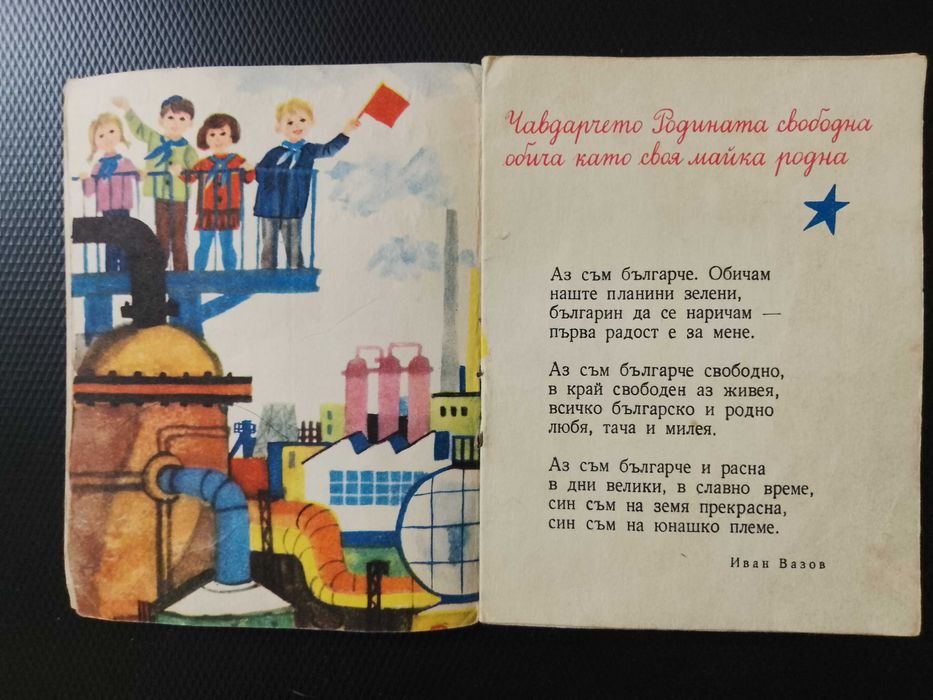 Чавдарчето Родината свободна
обича като своя майка родна
Аз съм българче. Обичам
наште планини зелени,
българин да се наричам —
първа радост е за мене.
Аз съм българче свободно,
в край свободен аз живея,
всичко българско и родно
любя, тача и милея.
Аз съм българче и расна
в дни велики, в славно време,
син съм на земя прекрасна,
син съм на юнашко племе.
Иван Вазов